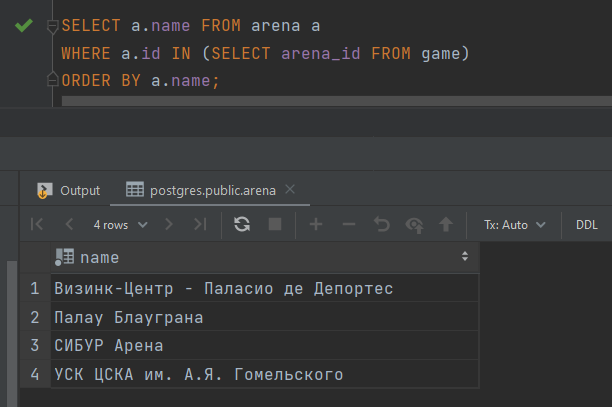 SELECT a.name FROM arena a
WHERE a.id IN (SELECT arena_id FROM game)
ORDER BY a.name;
Output
postgres.public.arena
4 rows
Tx: Auto
DDL
name
1 Визинк-Центр - Паласио де Депортес
2 Палау Блауграна
3 СИБУР Арена
4 УСК ЦСКА им. А.Я. Гомельского